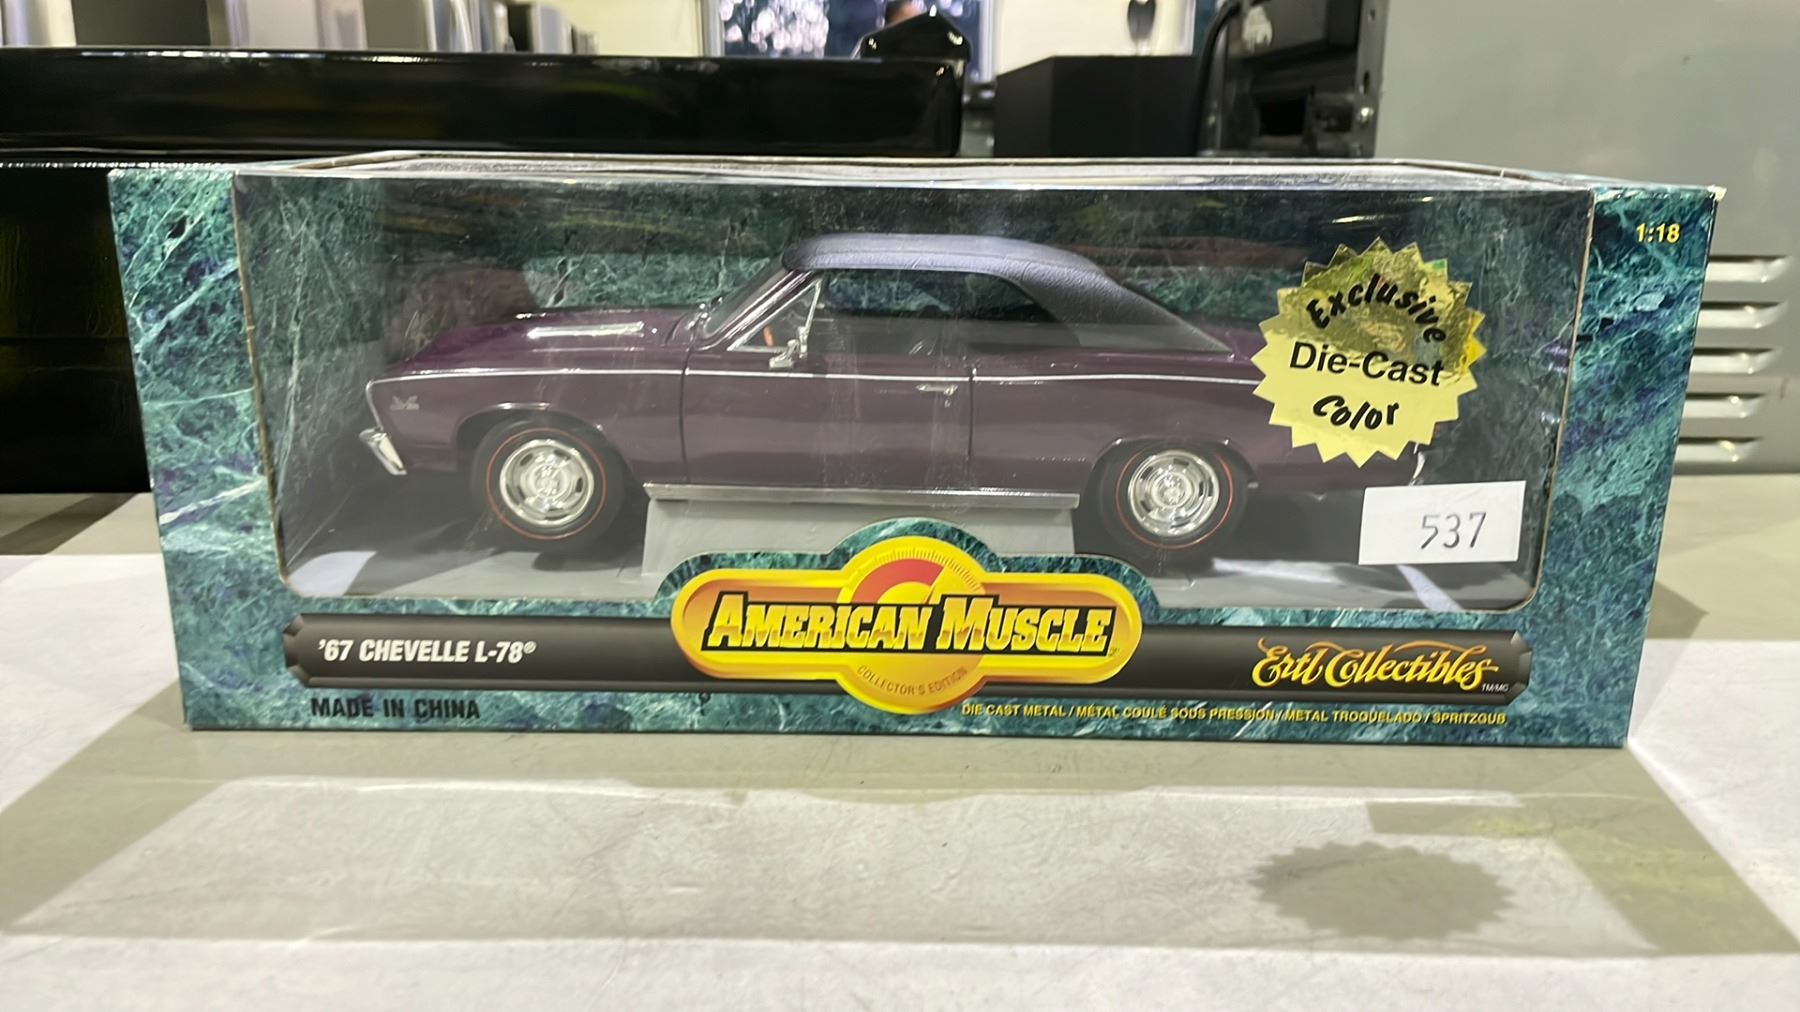 1:18
Exclusive
Die-Cast
Color
537
AMERICAN MUSCLE
COLLECTOR'S EDITION
'67 CHEVELLE L-78®
Ertl Collectibles TM/MC
MADE IN CHINA
DIE CAST METAL / MÉTAL COULÉ SOUS PRESSION / METAL TROQUELADO / SPRITZGUß